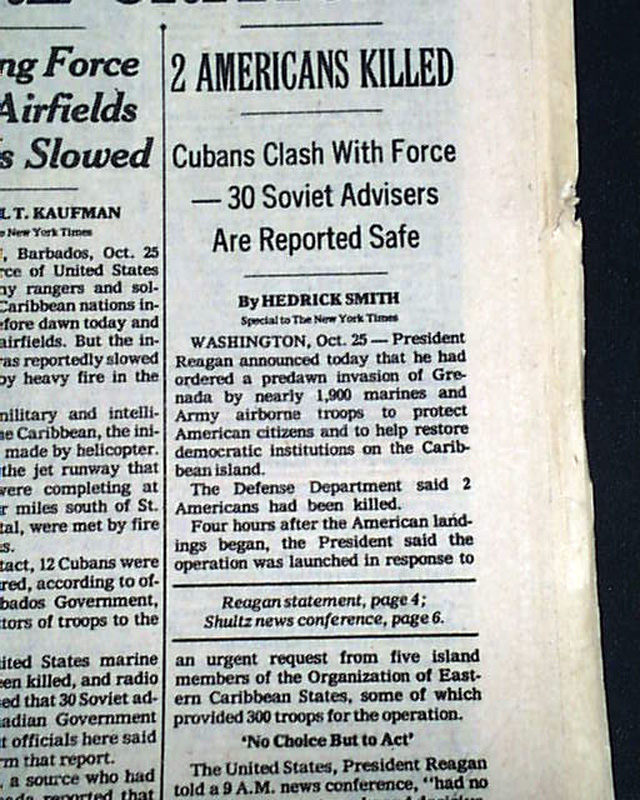 ng Force
Airfields
s Slowed
L T. KAUFMAN
New York Times
, Barbados, Oct. 25
rce of United States
ny rangers and sol-
Caribbean nations in-
efore dawn today and
airfields. But the in-
as reportedly slowed
by heavy fire in the
military and intelli-
e Caribbean, the ini-
made by helicopter.
the jet runway that
were completing at
r miles south of St.
tal, were met by fire
s.
tact, 12 Cubans were
red, according to of-
bados Government,
tors of troops to the
ited States marine
een killed, and radio
sed that 30 Soviet ad-
adian Government
t officials here said
rm that report.
, a source who had
reported that
2 AMERICANS KILLED
Cubans Clash With Force
— 30 Soviet Advisers
Are Reported Safe
By HEDRICK SMITH
Special to The New York Times
WASHINGTON, Oct. 25 — President
Reagan announced today that he had
ordered a predawn invasion of Gre-
nada by nearly 1,900 marines and
Army airborne troops to protect
American citizens and to help restore
democratic institutions on the Carib-
bean island.
The Defense Department said 2
Americans had been killed.
Four hours after the American land-
ings began, the President said the
operation was launched in response to
Reagan statement, page 4;
Shultz news conference, page 6.
an urgent request from five island
members of the Organization of East-
ern Caribbean States, some of which
provided 300 troops for the operation.
'No Choice But to Act'
The United States, President Reagan
told a 9 A.M. news conference, "had no